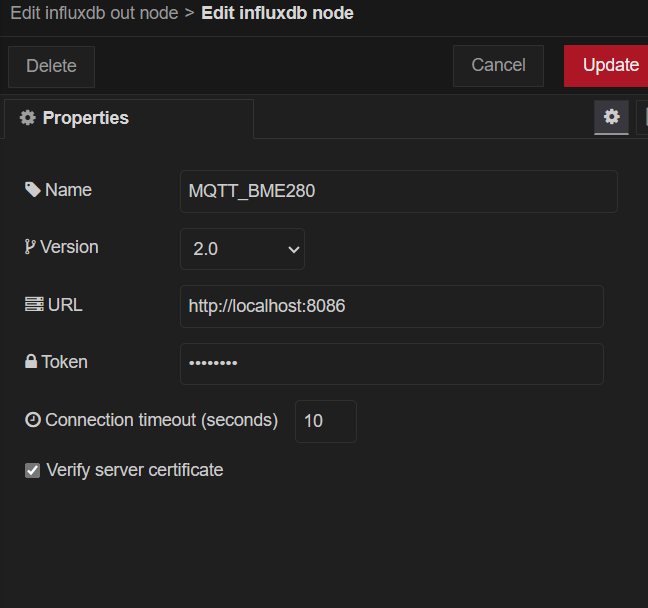 Edit influxdb out node > Edit influxdb node
Delete
Cancel
Update
Properties
Name
MQTT_BME280
Version
2.0
URL
http://localhost:8086
Token
••••••••
Connection timeout (seconds)
10
Verify server certificate